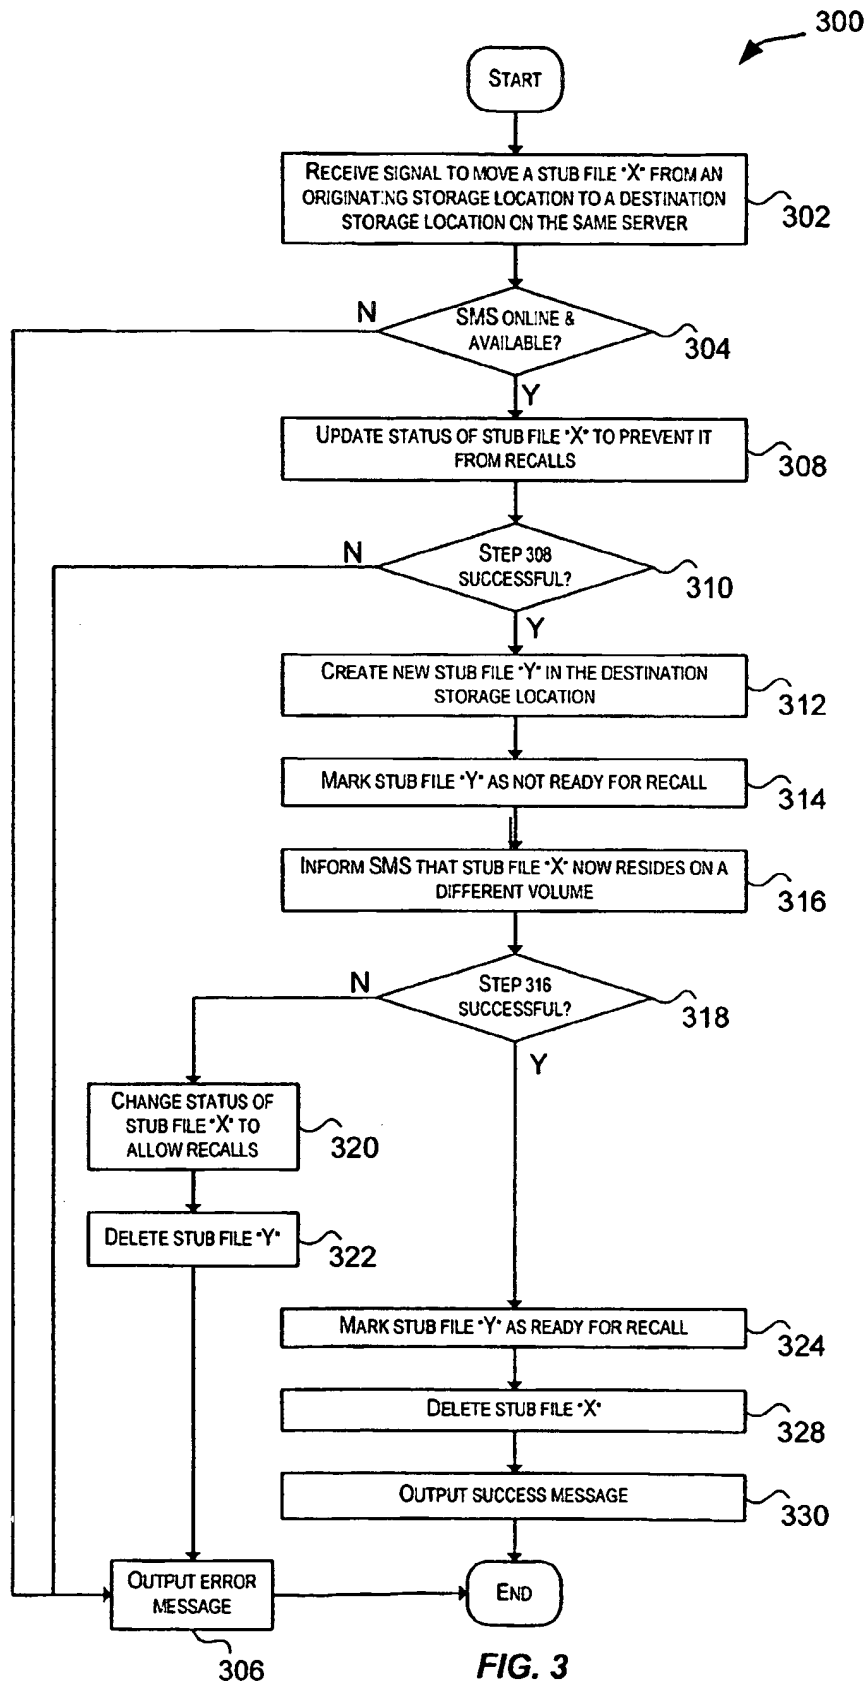 300
START
RECEIVE SIGNAL TO MOVE A STUB FILE "X" FROM AN
ORIGINATING STORAGE LOCATION TO A DESTINATION
STORAGE LOCATION ON THE SAME SERVER
302
N
SMS ONLINE &
AVAILABLE?
304
Y
UPDATE STATUS OF STUB FILE "X" TO PREVENT IT
FROM RECALLS
308
N
STEP 308
SUCCESSFUL?
310
Y
CREATE NEW STUB FILE "Y" IN THE DESTINATION
STORAGE LOCATION
312
MARK STUB FILE "Y" AS NOT READY FOR RECALL
314
INFORM SMS THAT STUB FILE "X" NOW RESIDES ON A
DIFFERENT VOLUME
316
N
STEP 316
SUCCESSFUL?
318
Y
CHANGE STATUS OF
STUB FILE "X" TO
ALLOW RECALLS
320
DELETE STUB FILE "Y"
322
MARK STUB FILE "Y" AS READY FOR RECALL
324
DELETE STUB FILE "X"
328
OUTPUT SUCCESS MESSAGE
330
OUTPUT ERROR
MESSAGE
306
END
FIG. 3